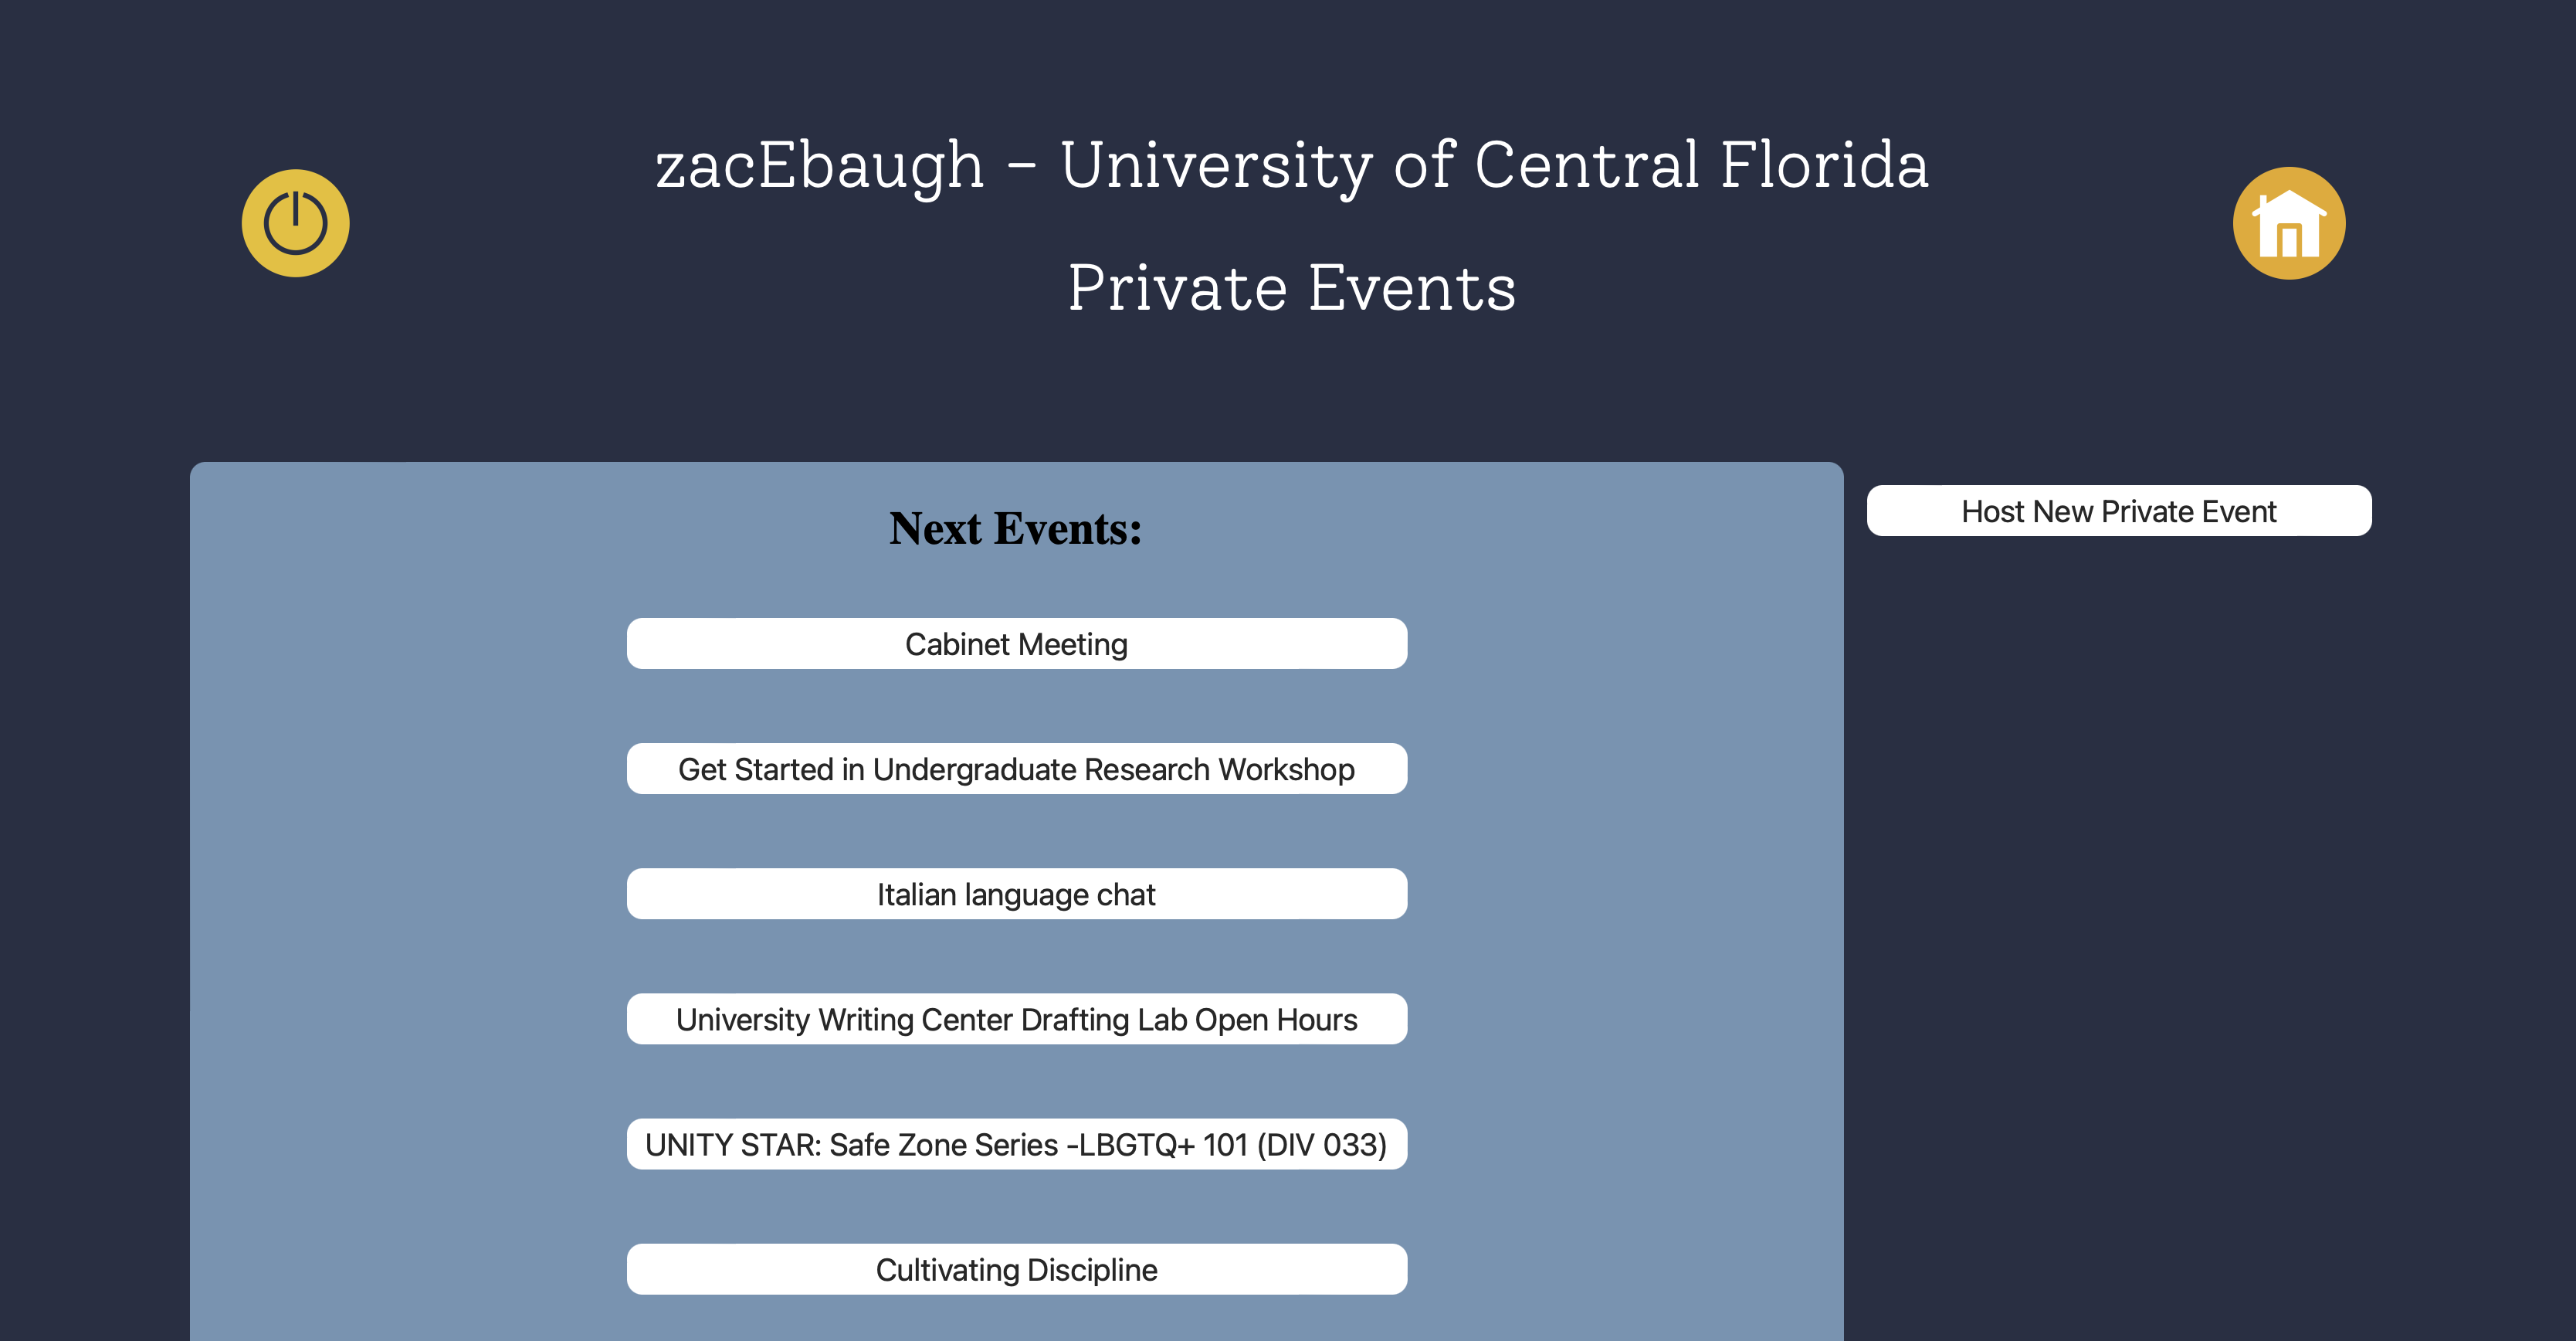 zacEbaugh – University of Central Florida
Private Events
Next Events:
Host New Private Event
Cabinet Meeting
Get Started in Undergraduate Research Workshop
Italian language chat
University Writing Center Drafting Lab Open Hours
UNITY STAR: Safe Zone Series -LBGTQ+ 101 (DIV 033)
Cultivating Discipline